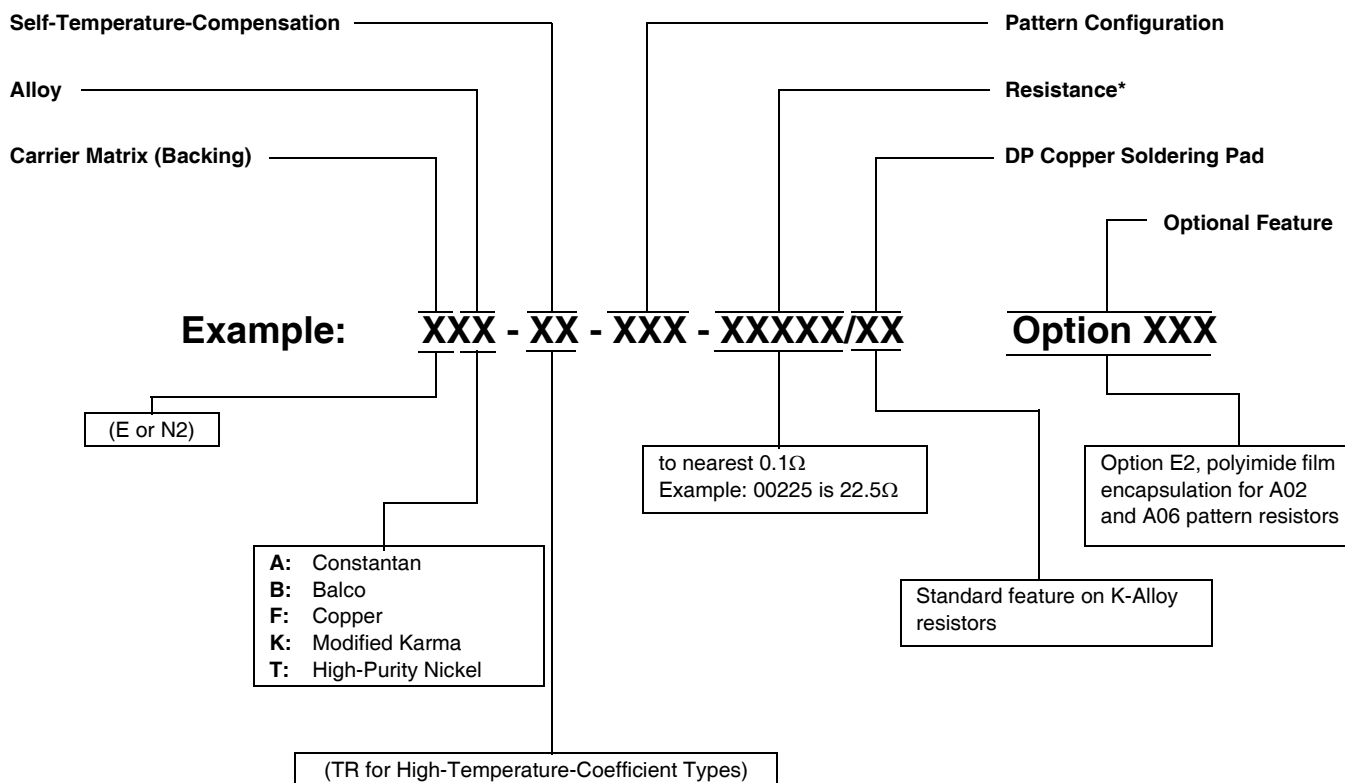 Self-Temperature-Compensation
Pattern Configuration
Alloy
Resistance*
Carrier Matrix (Backing)
DP Copper Soldering Pad
Optional Feature
Example: XXX - XX - XXX - XXXXX/XX Option XXX
(E or N2)
to nearest 0.1Ω
Example: 00225 is 22.5Ω
Option E2, polyimide film
encapsulation for A02
and A06 pattern resistors
A: Constantan
B: Balco
F: Copper
K: Modified Karma
T: High-Purity Nickel
Standard feature on K-Alloy
resistors
(TR for High-Temperature-Coefficient Types)